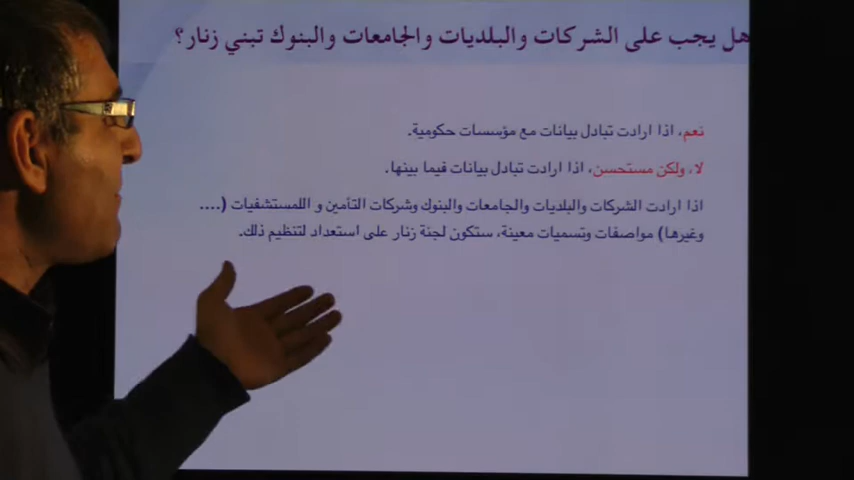 هل يجب على الشركات والبلديات والجامعات والبنوك تبني زنار؟
نعم، اذا ارادت تبادل بيانات مع مؤسسات حكومية.
لا، ولكن مستحسن، اذا ارادت تبادل بيانات فيما بينها.
اذا ارادت الشركات والبلديات والجامعات والبنوك وشركات التأمين و اللمستشفيات (....
وغيرها) مواصفات وتسميات معينة، ستكون لجنة زنار على استعداد لتنظيم ذلك.